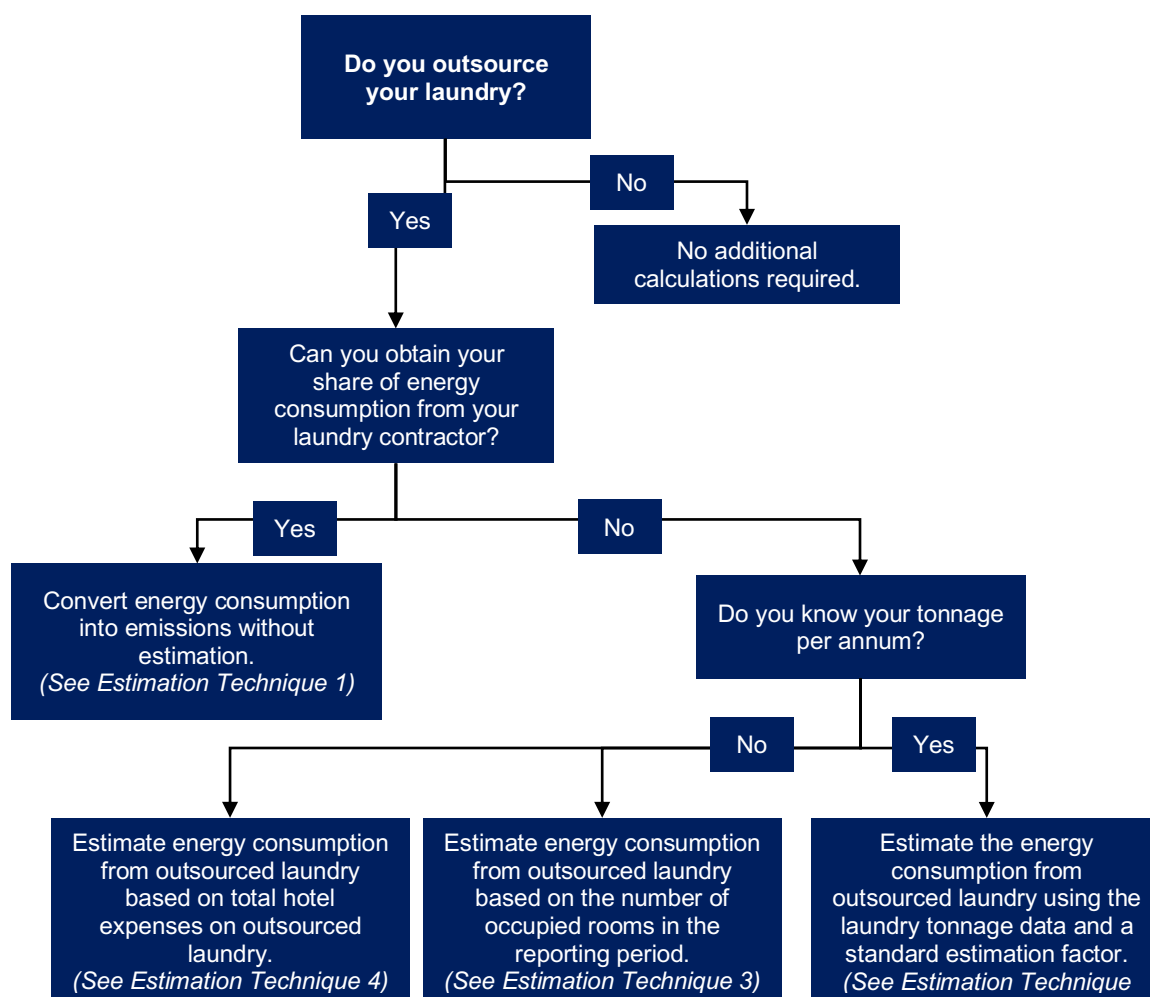 Do you outsource
your laundry?
No
Yes
No additional
calculations required.
Can you obtain your
share of energy
consumption from your
laundry contractor?
Yes
No
Convert energy consumption
into emissions without
estimation.
(See Estimation Technique 1)
Do you know your tonnage
per annum?
No
Yes
Estimate energy consumption
from outsourced laundry
based on total hotel
expenses on outsourced
laundry.
(See Estimation Technique 4)
Estimate energy consumption
from outsourced laundry
based on the number of
occupied rooms in the
reporting period.
(See Estimation Technique 3)
Estimate the energy
consumption from
outsourced laundry using the
laundry tonnage data and a
standard estimation factor.
(See Estimation Technique